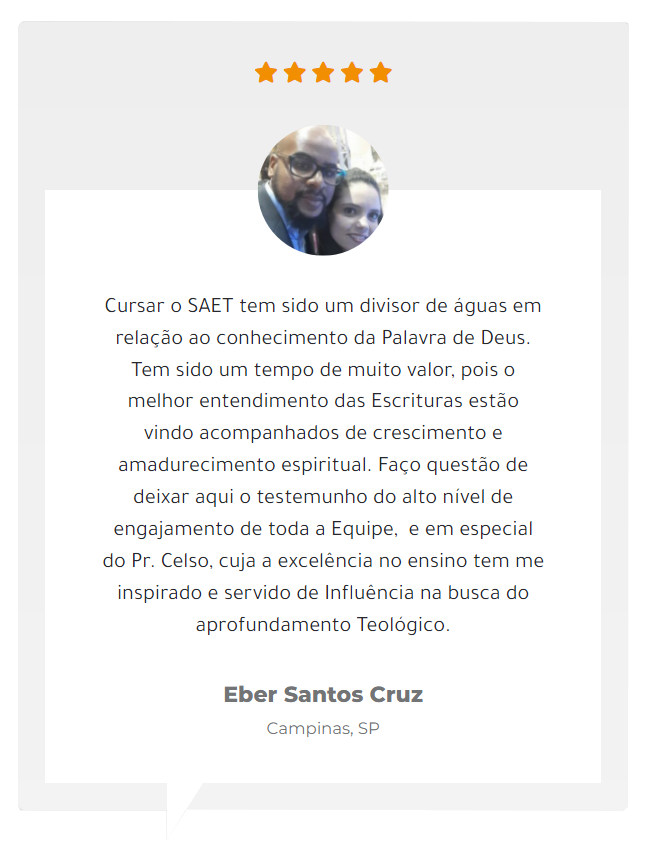 Cursar o SAET tem sido um divisor de águas em
relação ao conhecimento da Palavra de Deus.
Tem sido um tempo de muito valor, pois o
melhor entendimento das Escrituras estão
vindo acompanhados de crescimento e
amadurecimento espiritual. Faço questão de
deixar aqui o testemunho do alto nível de
engajamento de toda a Equipe,  e em especial
do Pr. Celso, cuja a excelência no ensino tem me
inspirado e servido de Influência na busca do
aprofundamento Teológico.
Eber Santos Cruz
Campinas, SP